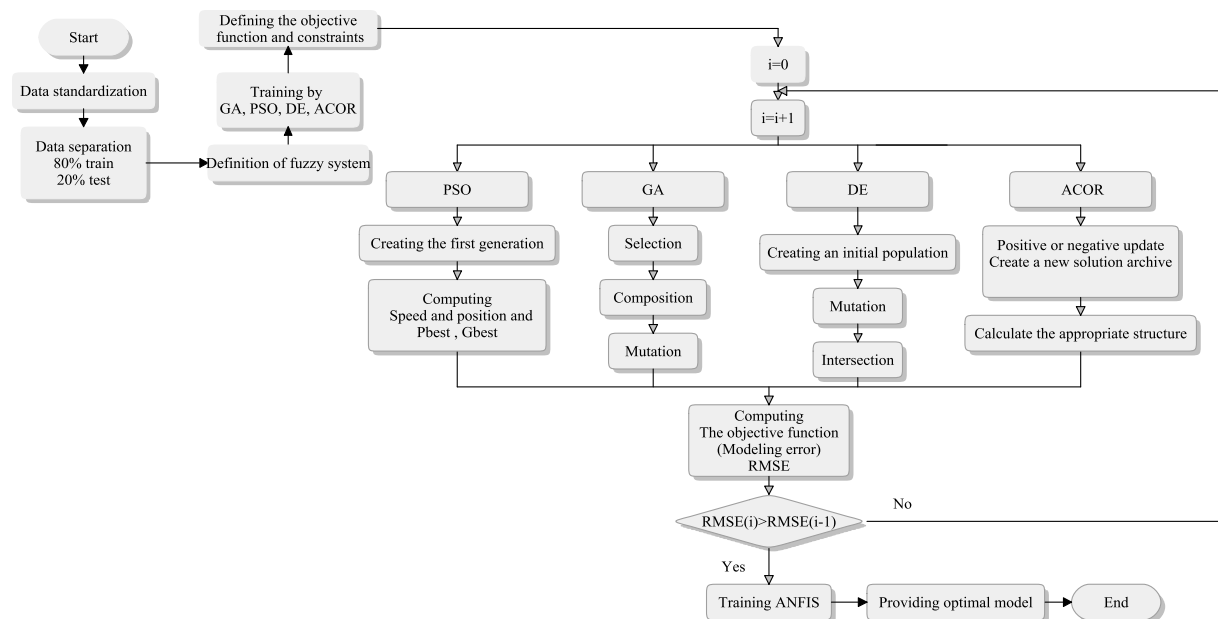 Start
Data standardization
Data separation
80% train
20% test
Definition of fuzzy system
Training by
GA, PSO, DE, ACOR
Defining the objective
function and constraints
i=0
i=i+1
PSO
Creating the first generation
Computing
Speed and position and
Pbest , Gbest
GA
Selection
Composition
Mutation
DE
Creating an initial population
Mutation
Intersection
ACOR
Positive or negative update
Create a new solution archive
Calculate the appropriate structure
Computing
The objective function
(Modeling error)
RMSE
RMSE(i)>RMSE(i-1)
No
Yes
Training ANFIS
Providing optimal model
End